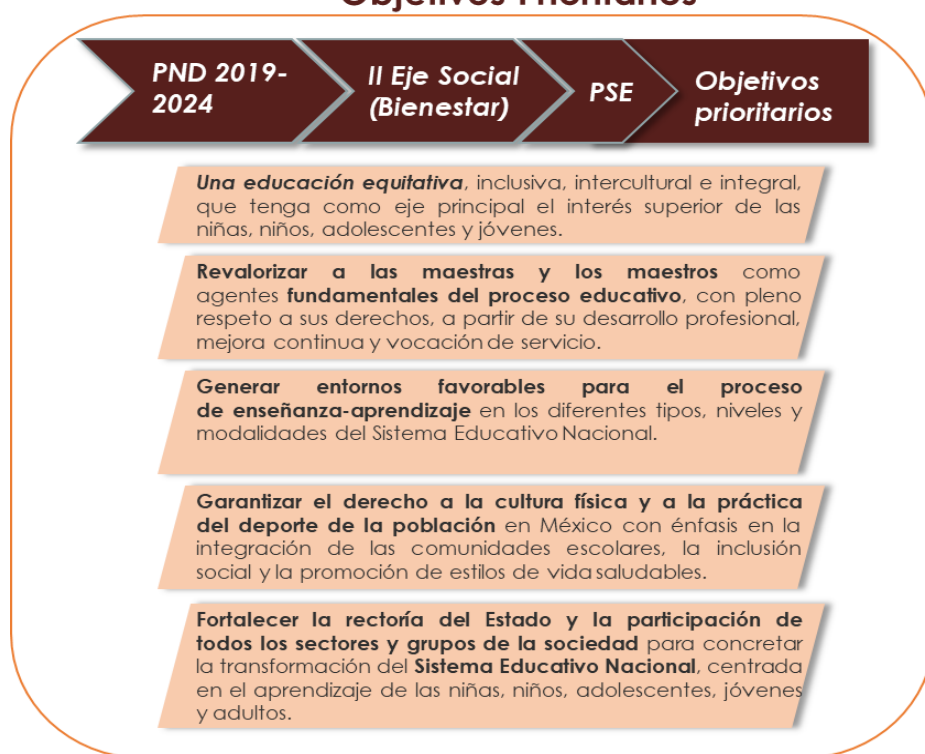 Objetivos Prioritarios
PND 2019-
2024
II Eje Social
(Bienestar)
PSE
Objetivos
prioritarios
Una educación equitativa, inclusiva, intercultural e integral,
que tenga como eje principal el interés superior de las
niñas, niños, adolescentes y jóvenes.
Revalorizar a las maestras y los maestros como
agentes fundamentales del proceso educativo, con pleno
respeto a sus derechos, a partir de su desarrollo profesional,
mejora continua y vocación de servicio.
Generar entornos favorables para el proceso
de enseñanza-aprendizaje en los diferentes tipos, niveles y
modalidades del Sistema Educativo Nacional.
Garantizar el derecho a la cultura física y a la práctica
del deporte de la población en México con énfasis en la
integración de las comunidades escolares, la inclusión
social y la promoción de estilos de vida saludables.
Fortalecer la rectoría del Estado y la participación de
todos los sectores y grupos de la sociedad para concretar
la transformación del Sistema Educativo Nacional, centrada
en el aprendizaje de las niñas, niños, adolescentes, jóvenes
y adultos.